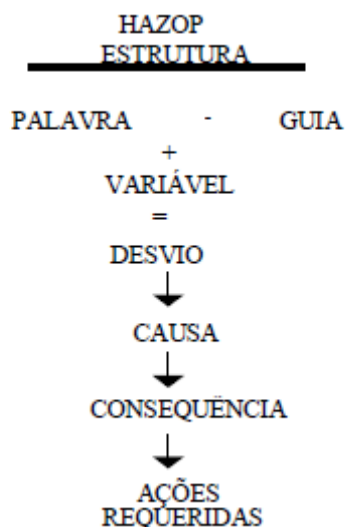 HAZOP
ESTRUTURA
PALAVRA - GUIA
+
VARIÁVEL
=
DESVIO
CAUSA
CONSEQUÊNCIA
AÇÕES
REQUERIDAS